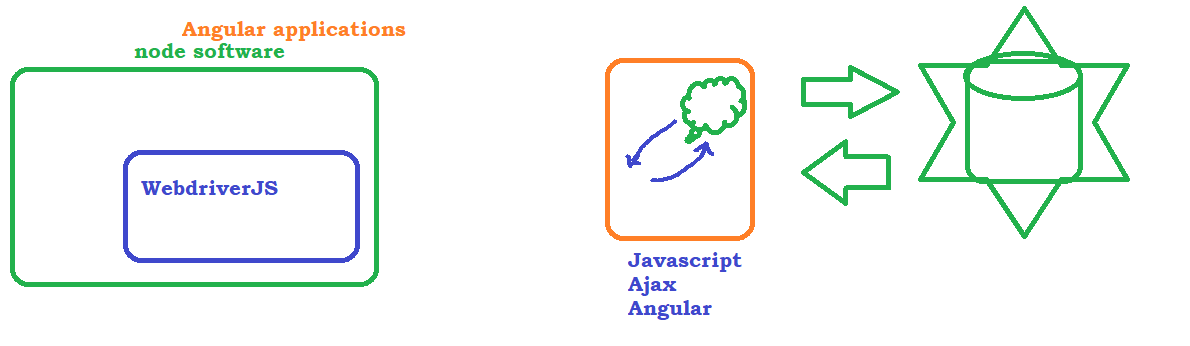 Angular applications
node software
WebdriverJS
Javascript
Ajax
Angular